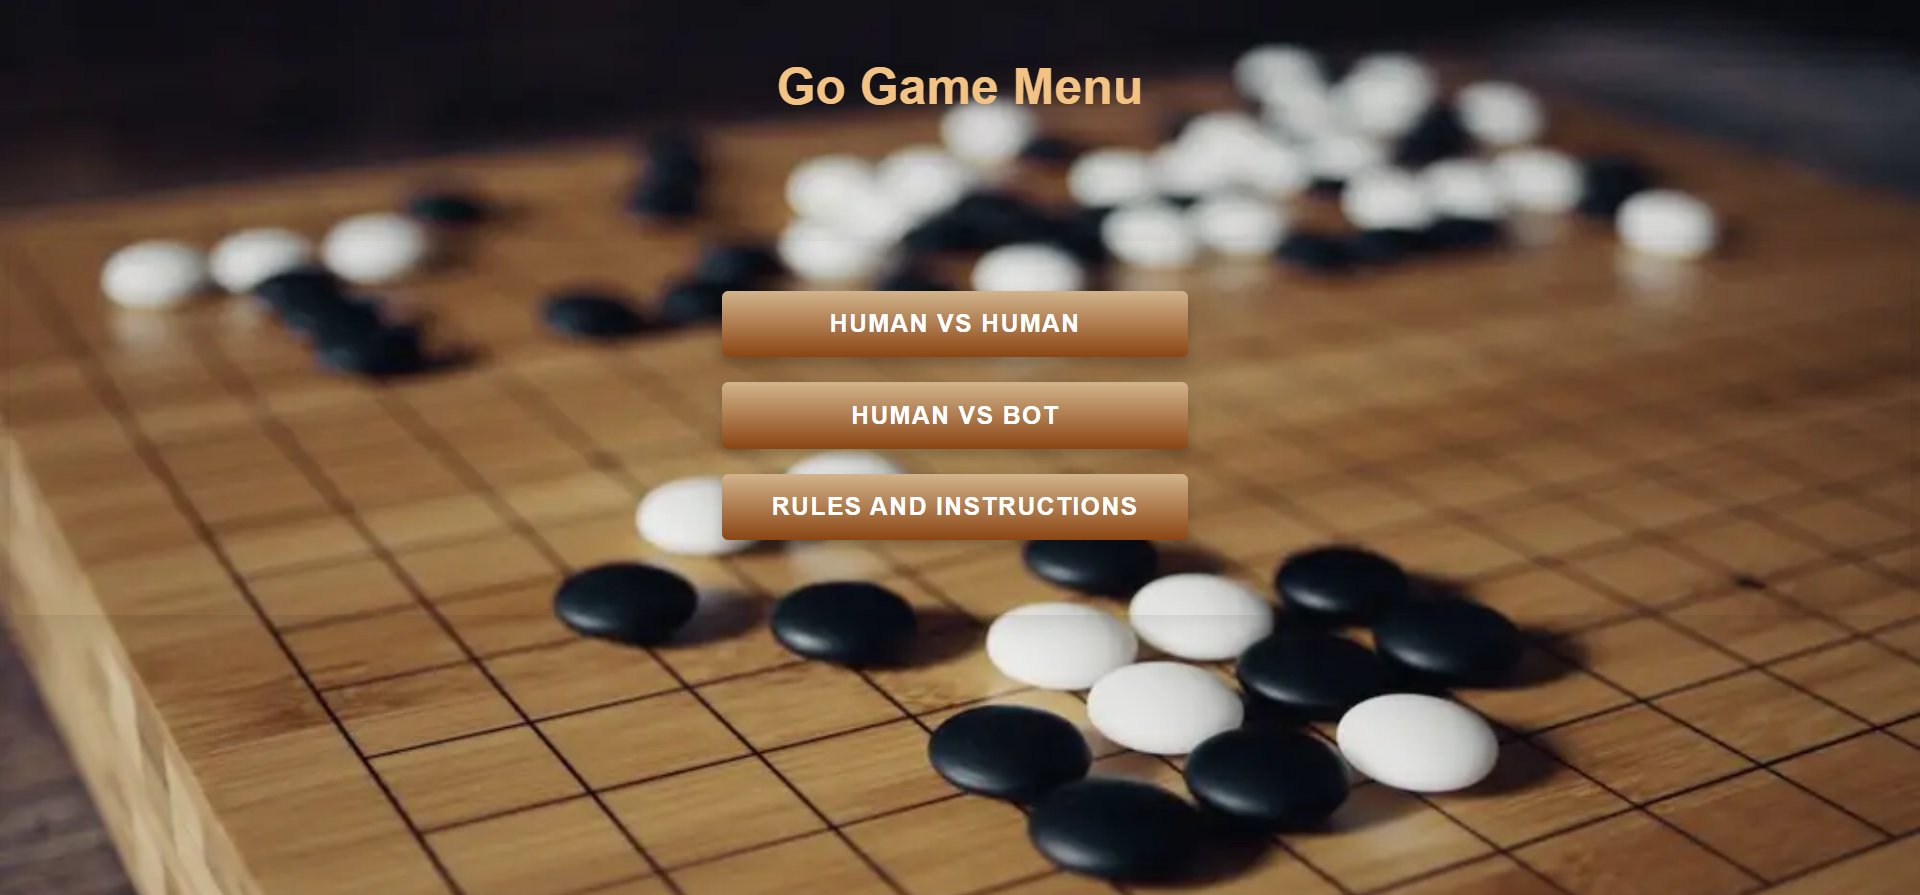 Go Game Menu
HUMAN VS HUMAN
HUMAN VS BOT
RULES AND INSTRUCTIONS